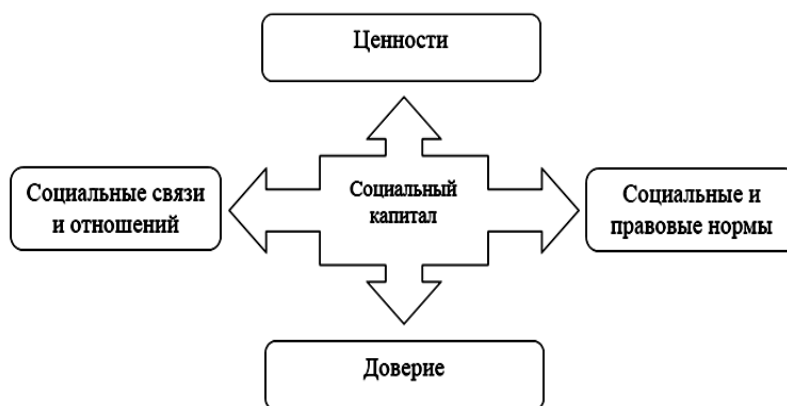 Ценности
Социальные связи
и отношений
Социальный
капитал
Социальные и
правовые нормы
Доверие